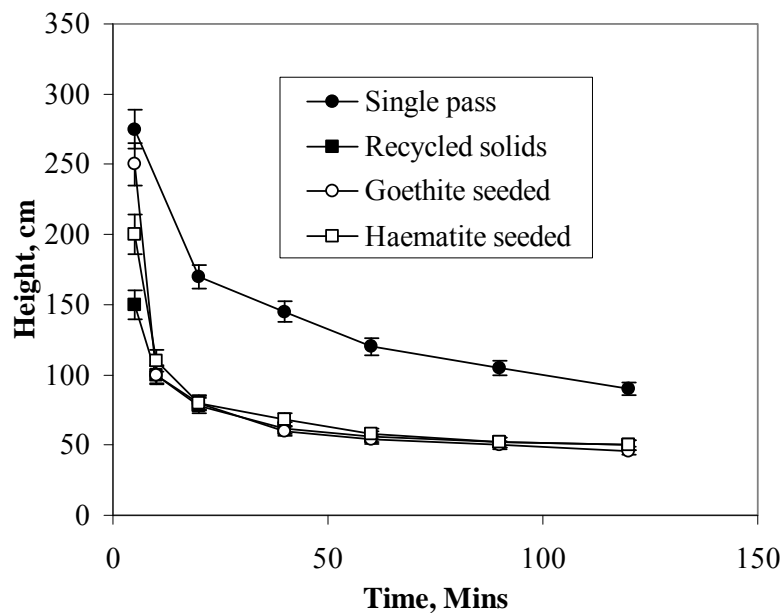 350
300
250
200
150
100
50
0
Height, cm
Single pass
Recycled solids
Goethite seeded
Haematite seeded
0 50 100 150
Time, Mins